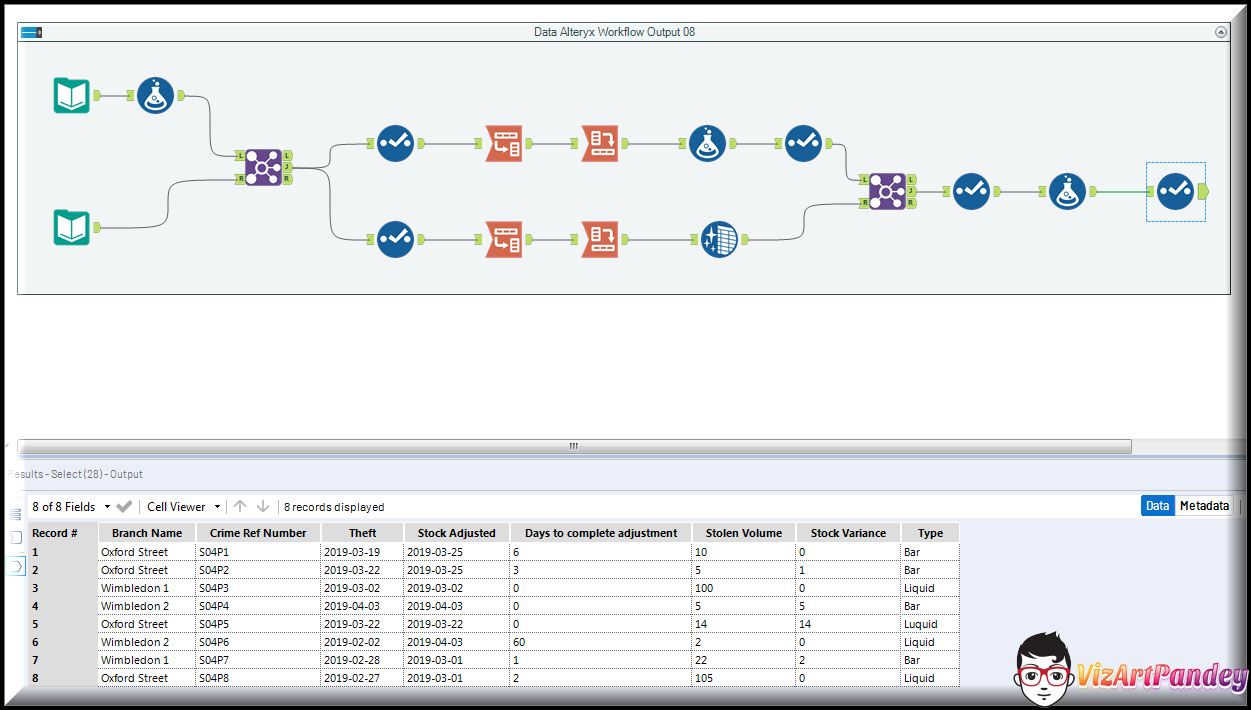 Data Alteryx Workflow Output 08
L
J
R
L
R
L
J
R
L
R
esults - Select (28) - Output
8 of 8 Fields Cell Viewer 8 records displayed Data Metadata
Record # Branch Name Crime Ref Number Theft Stock Adjusted Days to complete adjustment Stolen Volume Stock Variance Type
1 Oxford Street S04P1 2019-03-19 2019-03-25 6 10 0 Bar
2 Oxford Street S04P2 2019-03-22 2019-03-25 3 5 1 Bar
3 Wimbledon 1 S04P3 2019-03-02 2019-03-02 0 100 0 Liquid
4 Wimbledon 2 S04P4 2019-04-03 2019-04-03 0 5 5 Bar
5 Oxford Street S04P5 2019-03-22 2019-03-22 0 14 14 Luquid
6 Wimbledon 2 S04P6 2019-02-02 2019-04-03 60 2 0 Liquid
7 Wimbledon 1 S04P7 2019-02-28 2019-03-01 1 22 2 Bar
8 Oxford Street S04P8 2019-02-27 2019-03-01 2 105 0 Liquid
VizArtPandey